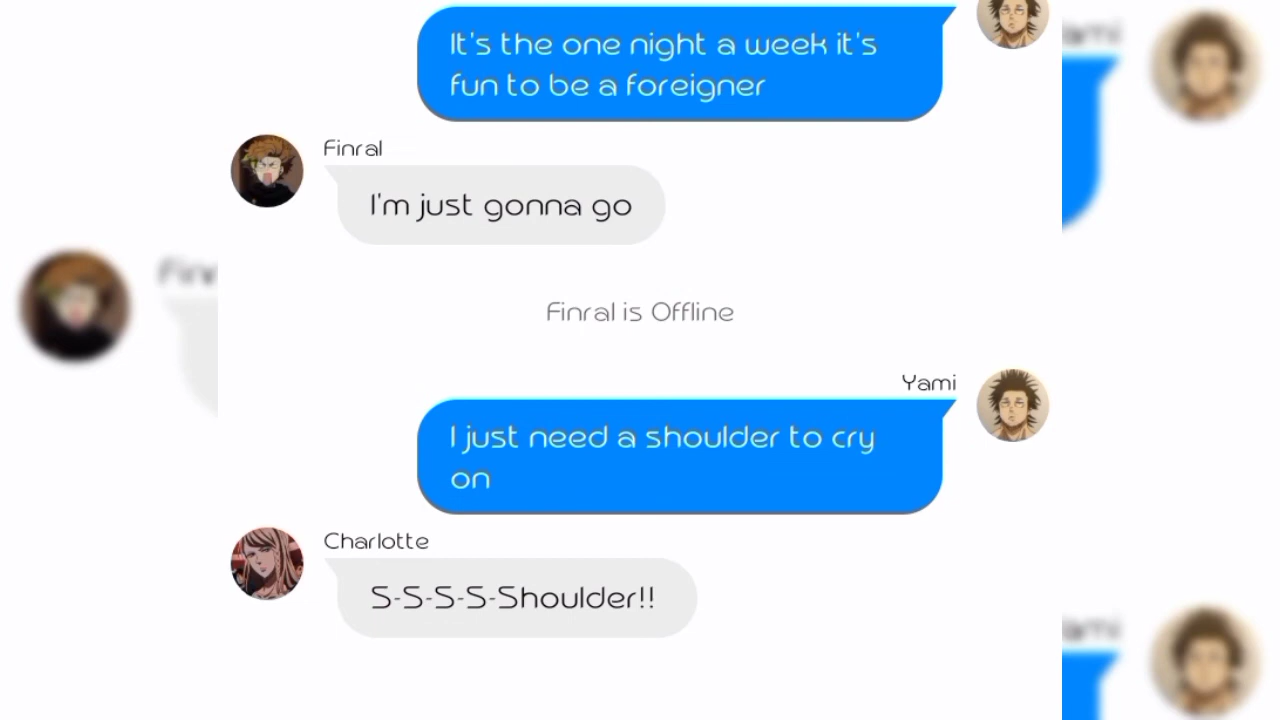 It's the one night a week it's
fun to be a foreigner
Finral
I'm just gonna go
Finral is Offline
Yami
I just need a shoulder to cry
on
Charlotte
S-S-S-S-Shoulder!!